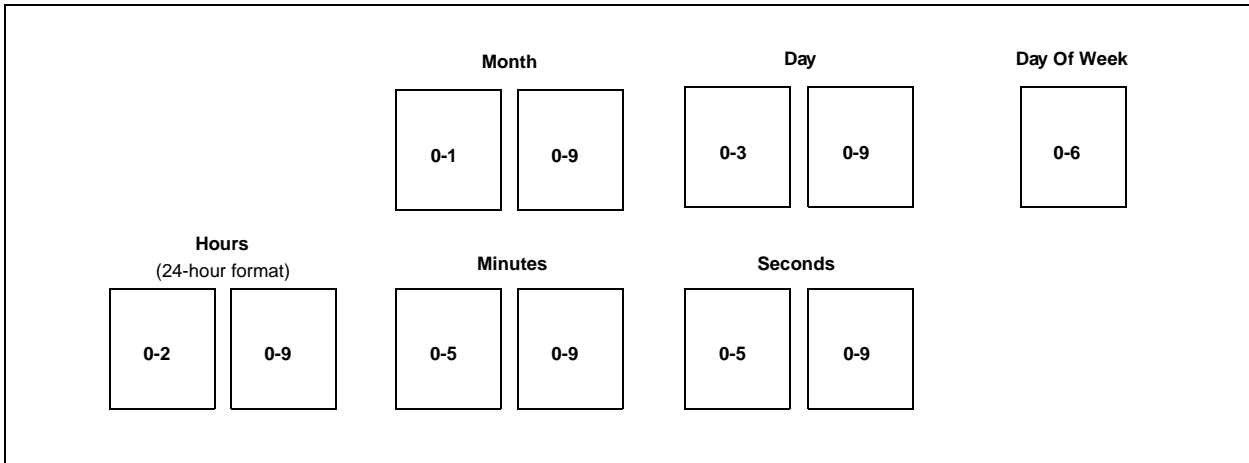 Month
Day
Day Of Week
0-1
0-9
0-3
0-9
0-6
Hours
(24-hour format)
Minutes
Seconds
0-2
0-9
0-5
0-9
0-5
0-9